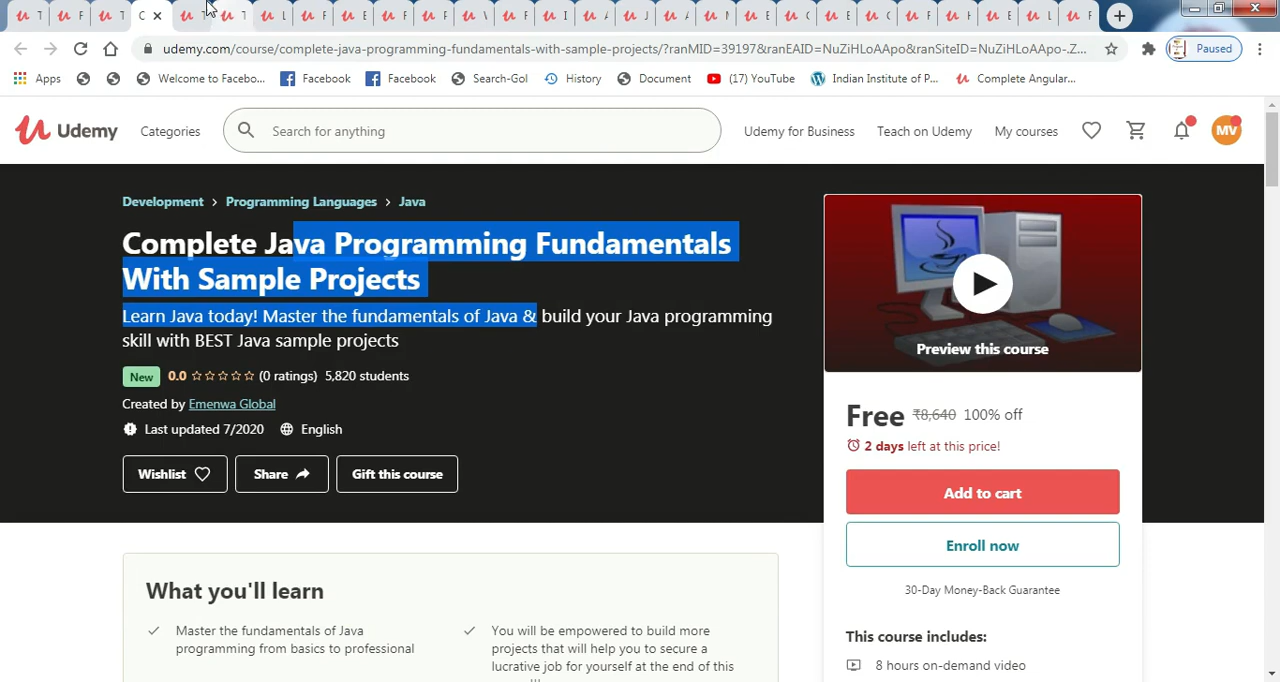 udemy.com/course/complete-java-programming-fundamentals-with-sample-projects/?ranMID=39197&ranEAID=NuZiHLoAApo&ranSiteID=NuZiHLoAApo-.Z...
Paused
Apps
Welcome to Facebo...
Facebook
Facebook
Search-Gol
History
Document
(17) YouTube
Indian Institute of P...
Complete Angular...
Udemy
Categories
Search for anything
Udemy for Business
Teach on Udemy
My courses
MV
Development > Programming Languages > Java
Complete Java Programming Fundamentals
With Sample Projects
Learn Java today! Master the fundamentals of Java & build your Java programming
skill with BEST Java sample projects
New 0.0 (0 ratings) 5,820 students
Created by Emenwa Global
Last updated 7/2020 English
Wishlist
Share
Gift this course
Preview this course
Free ₹8,640 100% off
2 days left at this price!
Add to cart
Enroll now
30-Day Money-Back Guarantee
This course includes:
8 hours on-demand video
What you'll learn
Master the fundamentals of Java
programming from basics to professional
You will be empowered to build more
projects that will help you to secure a
lucrative job for yourself at the end of this